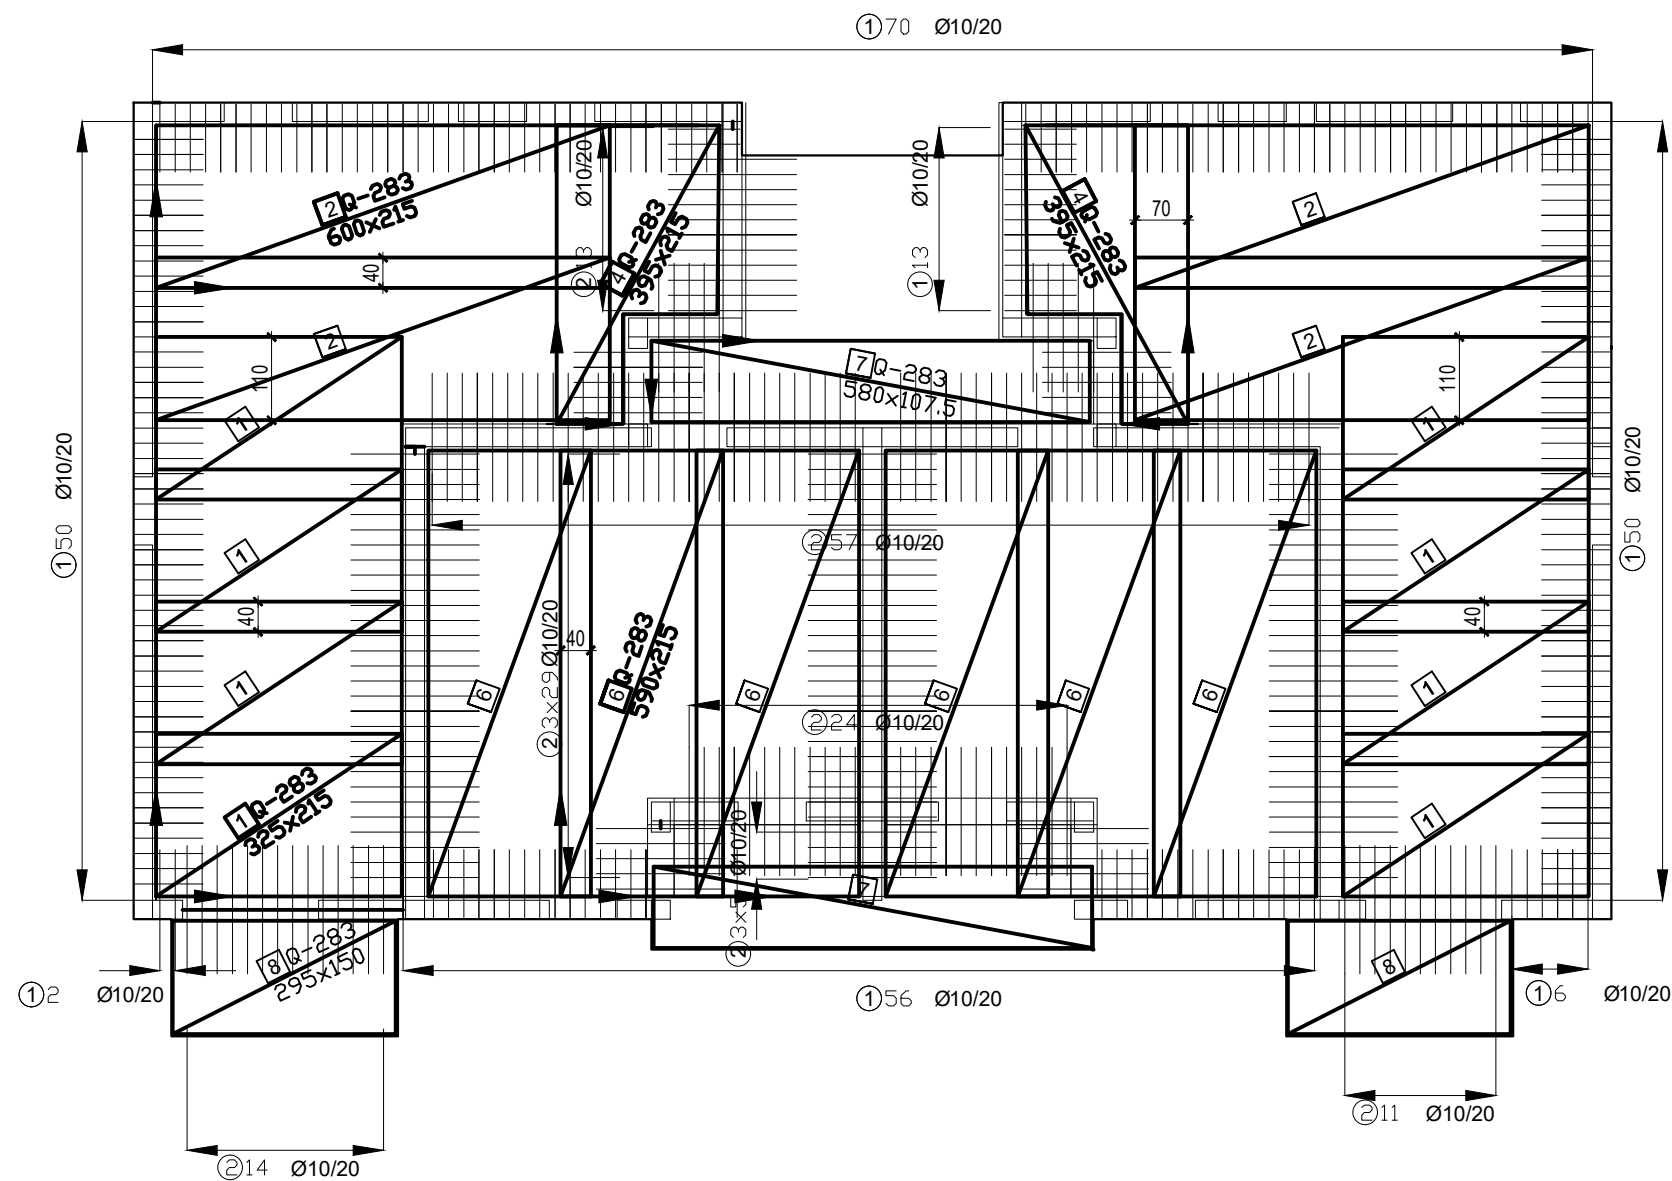 ①70 Ø10/20
2 Q-283
600x215
40
②13 Ø10/20
4 Q-283
395x215
①13 Ø10/20
4 Q-283
395x215
70
2
2
2
110
1
7 Q-283
580x107.5
110
1
①50 Ø10/20
①50 Ø10/20
②57 Ø10/20
1
1
40
②3x29Ø10/20
40
6 Q-283
590x215
40
1
6
6
6
6
6
1
②24 Ø10/20
1 Q-283
325x215
1
Ø10/20
②3x
7
8 Q-283
295x150
8
①2 Ø10/20
①56 Ø10/20
①6 Ø10/20
②11 Ø10/20
②14 Ø10/20